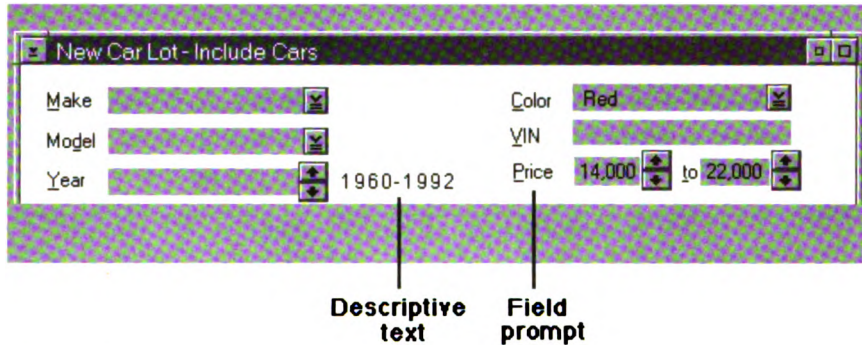 New Car Lot - Include Cars
Make
Model
Year
1960-1992
Color Red
VIN
Price 14,000 to 22,000
Descriptive text
Field prompt